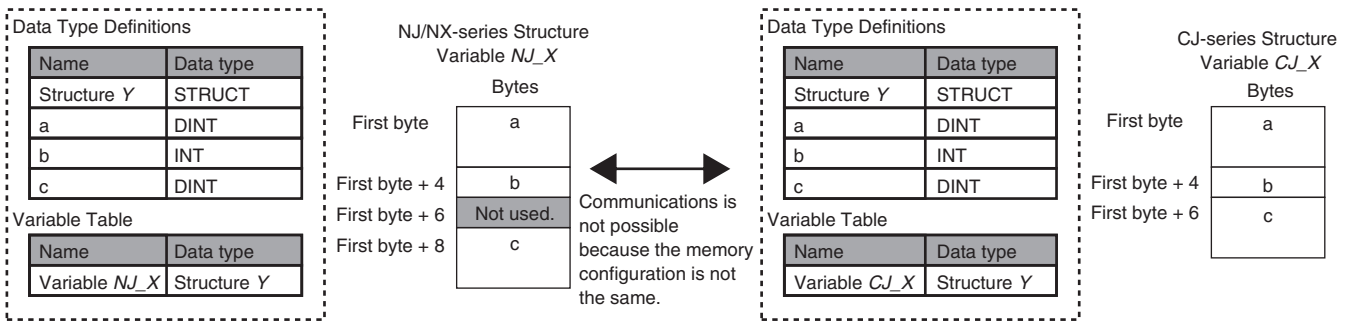 Data Type Definitions
Name Data type
Structure Y STRUCT
a DINT
b INT
c DINT
Variable Table
Name Data type
Variable NJ_X Structure Y
NJ/NX-series Structure
Variable NJ_X
Bytes
First byte a
First byte + 4 b
First byte + 6 Not used.
First byte + 8 c
Communications is
not possible
because the memory
configuration is not
the same.
Data Type Definitions
Name Data type
Structure Y STRUCT
a DINT
b INT
c DINT
Variable Table
Name Data type
Variable CJ_X Structure Y
CJ-series Structure
Variable CJ_X
Bytes
First byte a
First byte + 4 b
First byte + 6 c